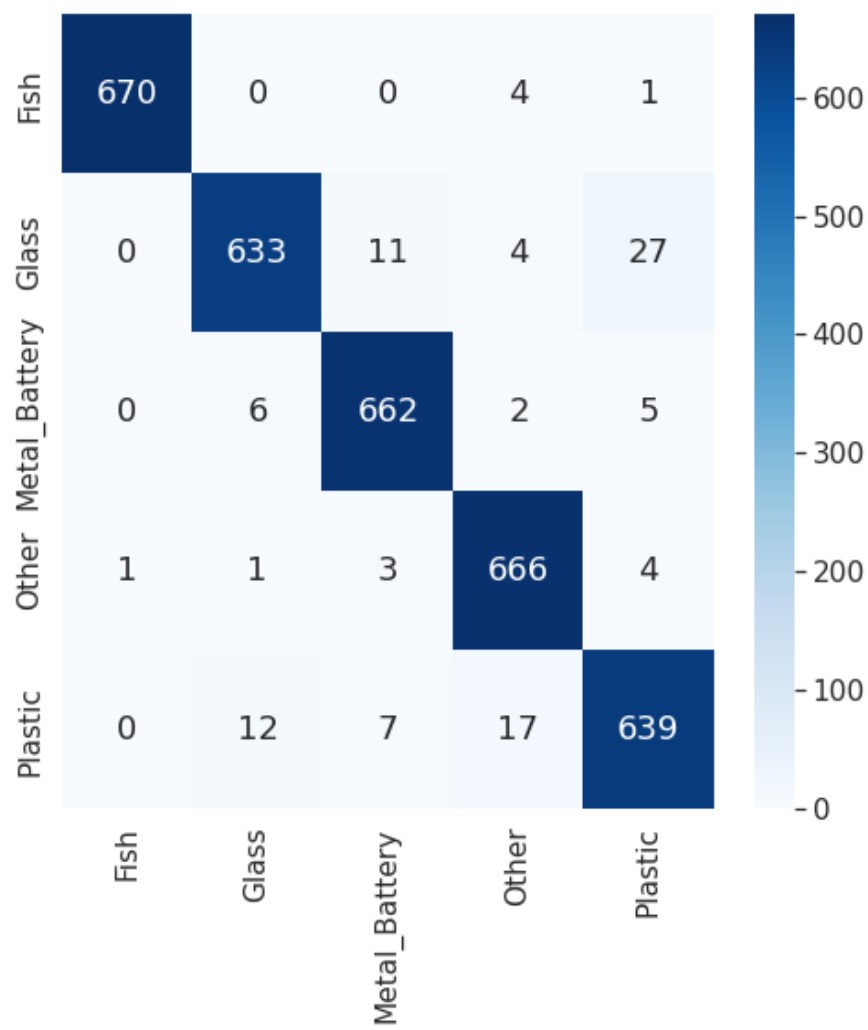 Fish 670 0 0 4 1
Glass 0 633 11 4 27
Metal_Battery 0 6 662 2 5
Other 1 1 3 666 4
Plastic 0 12 7 17 639
Fish Glass Metal_Battery Other Plastic
600
500
400
300
200
100
0